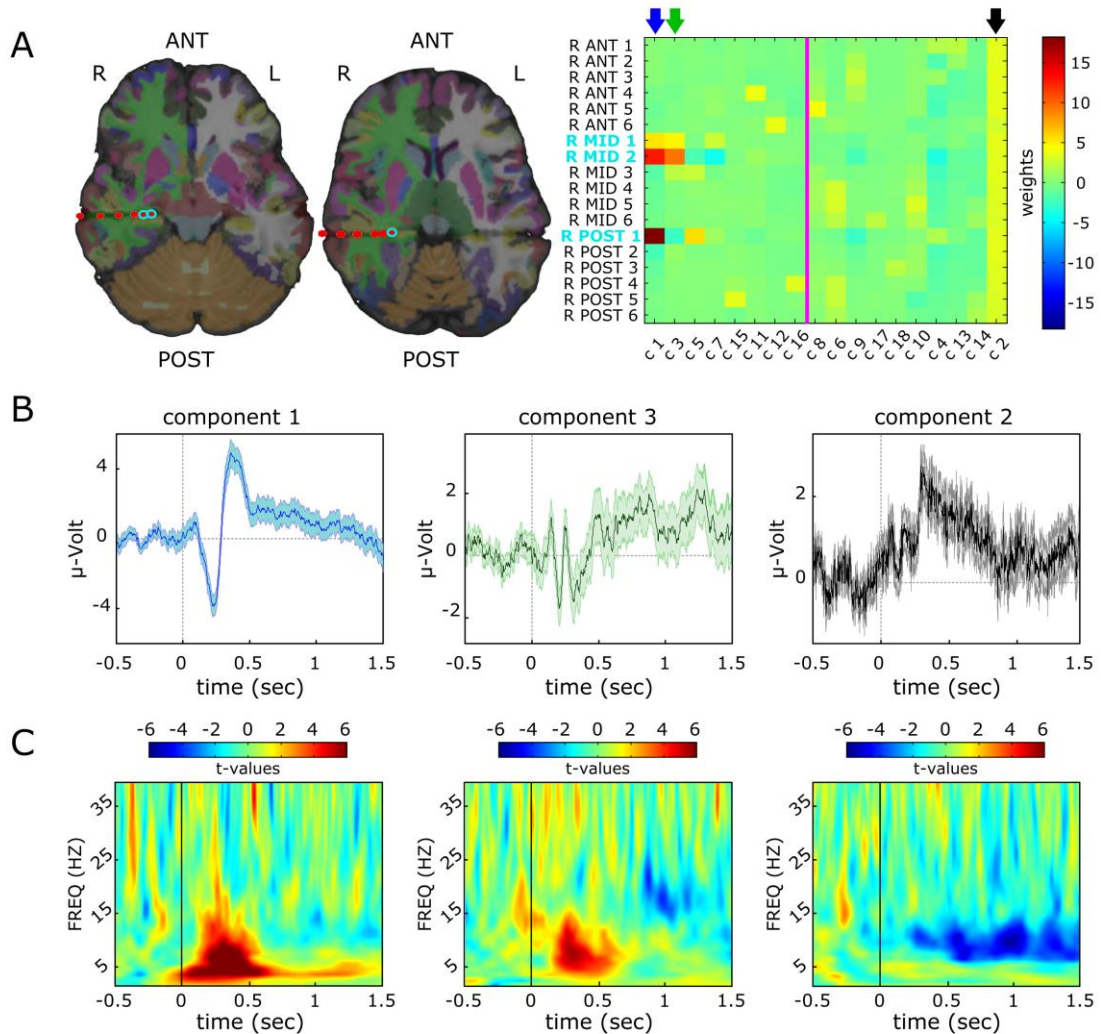 A
ANT
ANT
R
L
R
L
POST
POST
R ANT 1
R ANT 2
R ANT 3
R ANT 4
R ANT 5
R ANT 6
R MID 1
R MID 2
R MID 3
R MID 4
R MID 5
R MID 6
R POST 1
R POST 2
R POST 3
R POST 4
R POST 5
R POST 6
c 1
c 3
c 5
c 7
c 15
c 11
c 12
c 16
c 8
c 6
c 9
c 17
c 18
c 10
c 4
c 13
c 14
c 2
15
10
5
0
-5
-10
-15
weights
B
component 1
component 3
component 2
μ-Volt
4
0
-4
-0.5 0 0.5 1 1.5
time (sec)
μ-Volt
2
0
-2
-0.5 0 0.5 1 1.5
time (sec)
μ-Volt
2
0
-0.5 0 0.5 1 1.5
time (sec)
C
-6 -4 -2 0 2 4 6
t-values
-6 -4 -2 0 2 4 6
t-values
-6 -4 -2 0 2 4 6
t-values
FREQ (HZ)
35
25
15
5
-0.5 0 0.5 1 1.5
time (sec)
FREQ (HZ)
35
25
15
5
-0.5 0 0.5 1 1.5
time (sec)
FREQ (HZ)
35
25
15
5
-0.5 0 0.5 1 1.5
time (sec)